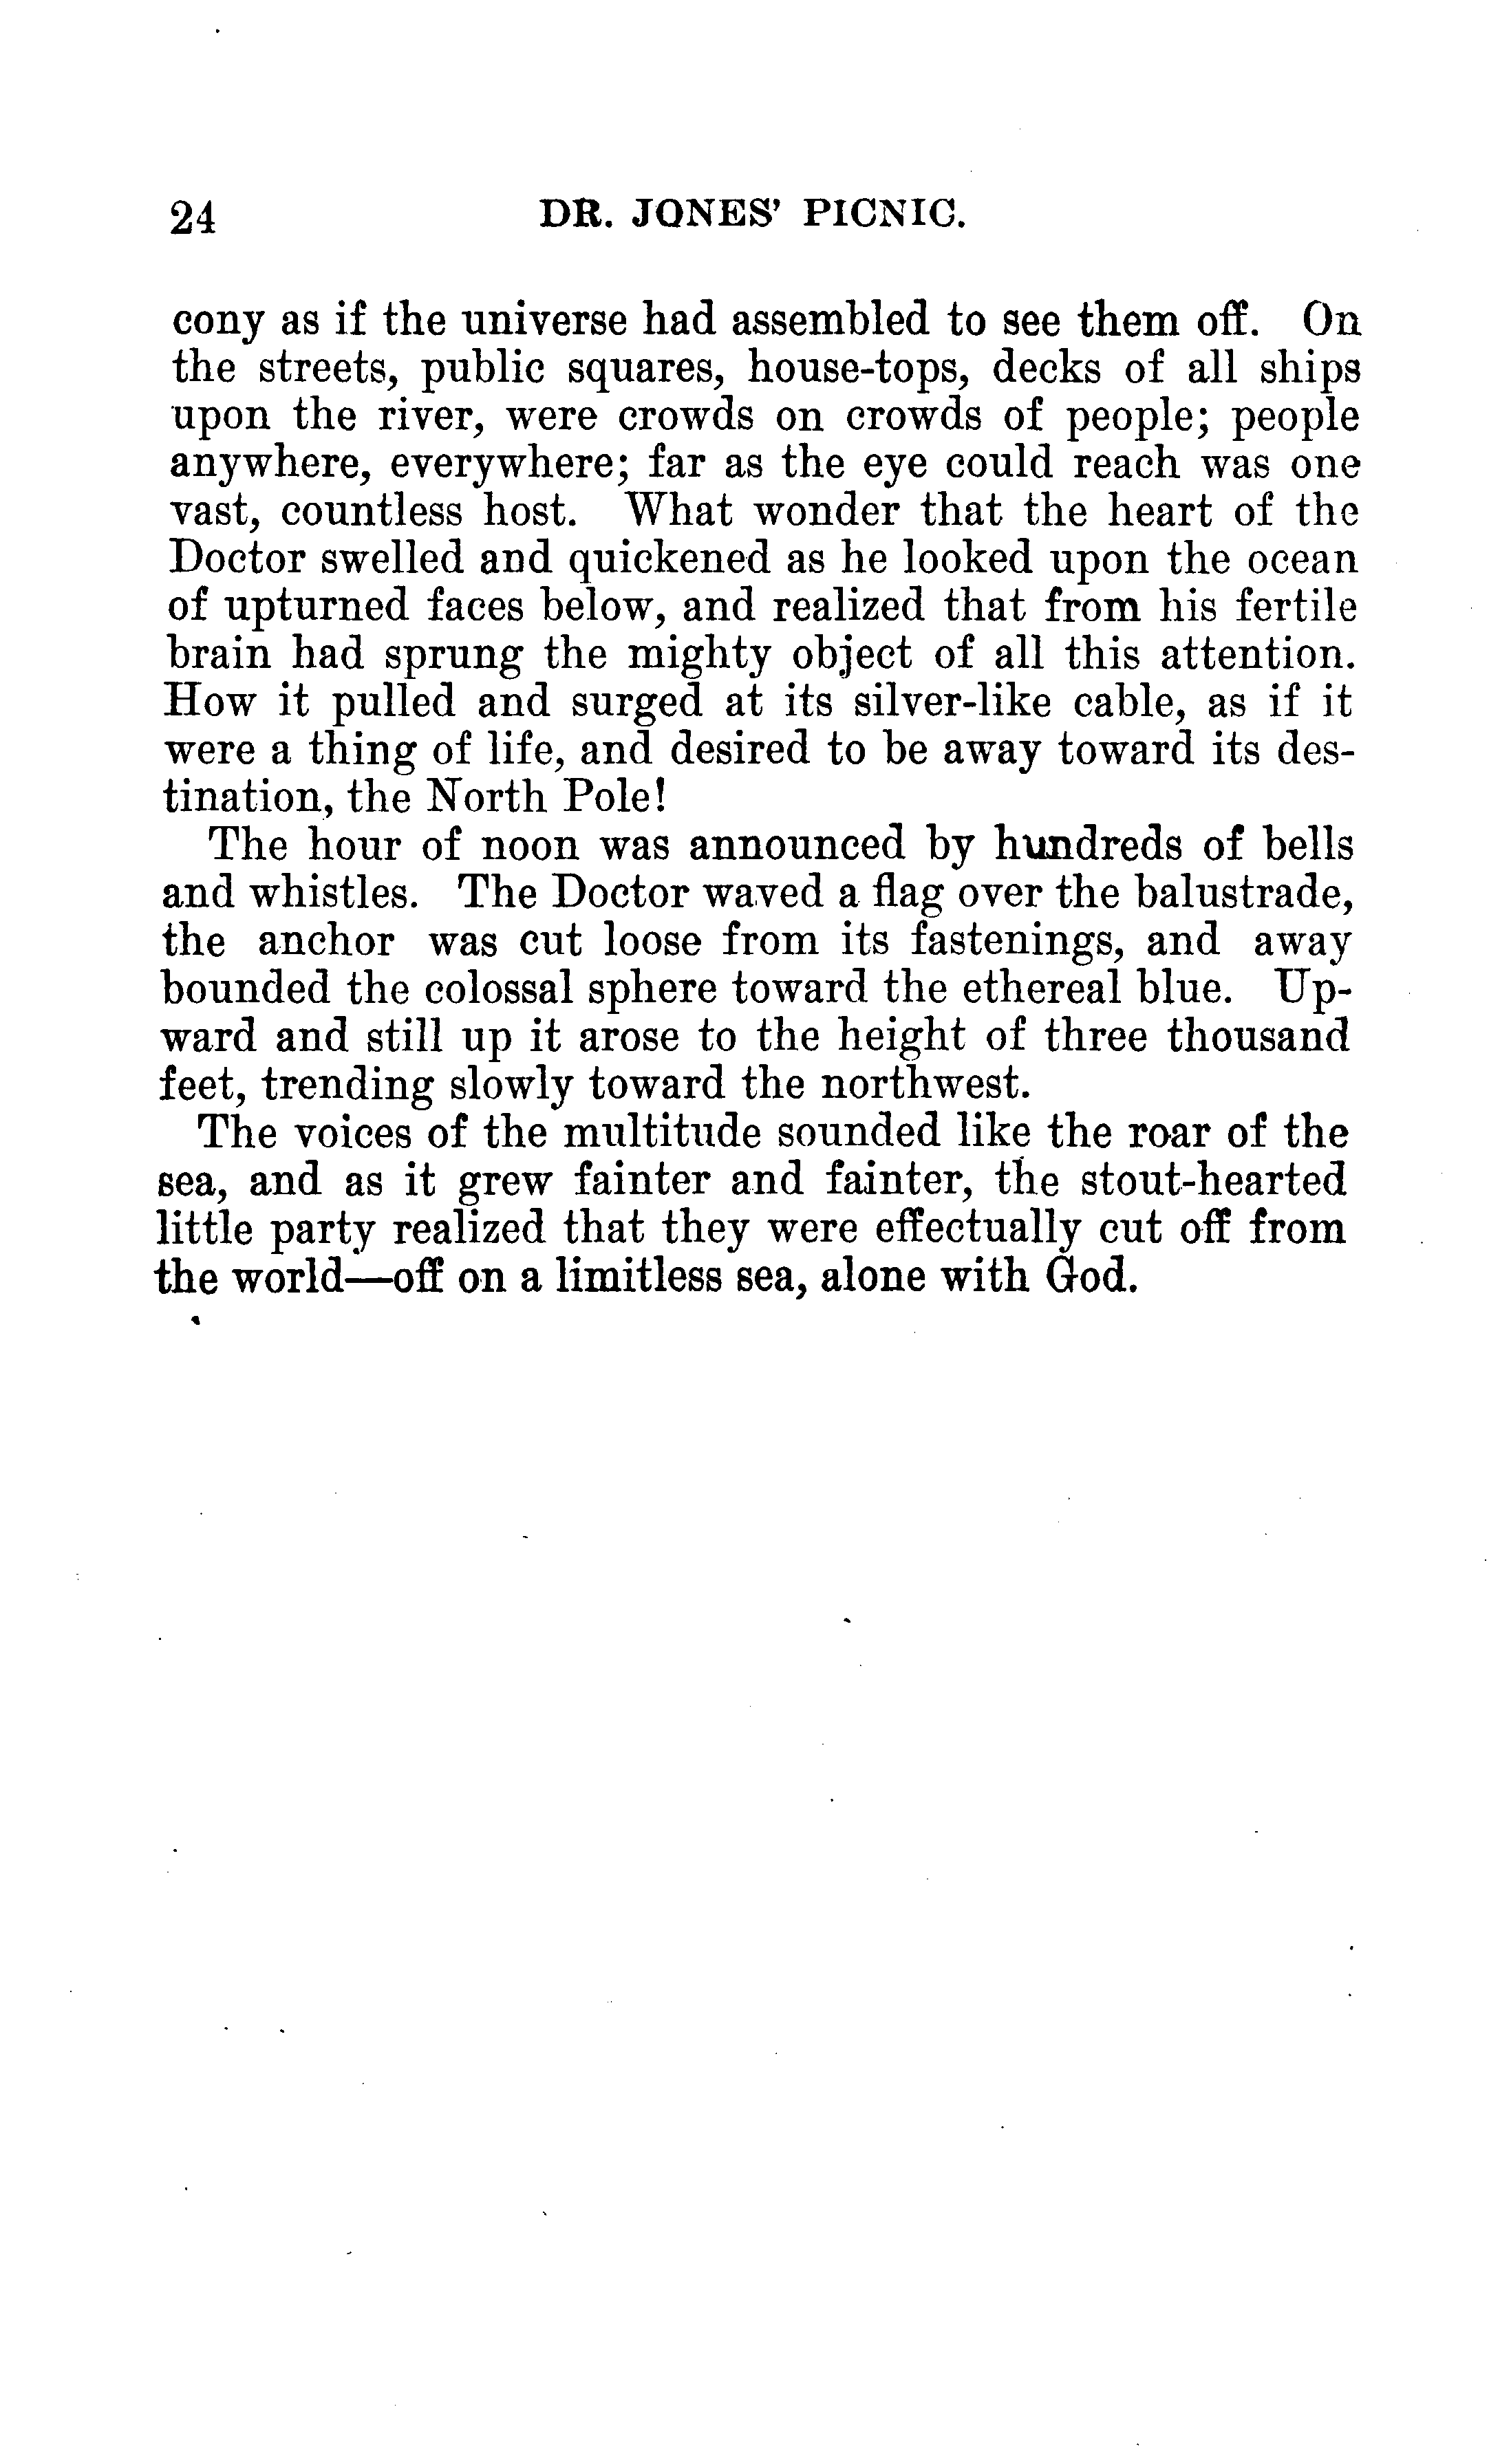 24 DR. JONES' PICNIC.
cony as if the universe had assembled to see them off. On
the streets, public squares, house-tops, decks of all ships
upon the river, were crowds on crowds of people; people
anywhere, everywhere; far as the eye could reach was one
vast, countless host. What wonder that the heart of the
Doctor swelled and quickened as he looked upon the ocean
of upturned faces below, and realized that from his fertile
brain had sprung the mighty object of all this attention.
How it pulled and surged at its silver-like cable, as if it
were a thing of life, and desired to be away toward its des-
tination, the North Pole!
The hour of noon was announced by hundreds of bells
and whistles. The Doctor waved a flag over the balustrade,
the anchor was cut loose from its fastenings, and away
bounded the colossal sphere toward the ethereal blue. Up-
ward and still up it arose to the height of three thousand
feet, trending slowly toward the northwest.
The voices of the multitude sounded like the roar of the
sea, and as it grew fainter and fainter, the stout-hearted
little party realized that they were effectually cut off from
the world—off on a limitless sea, alone with God.